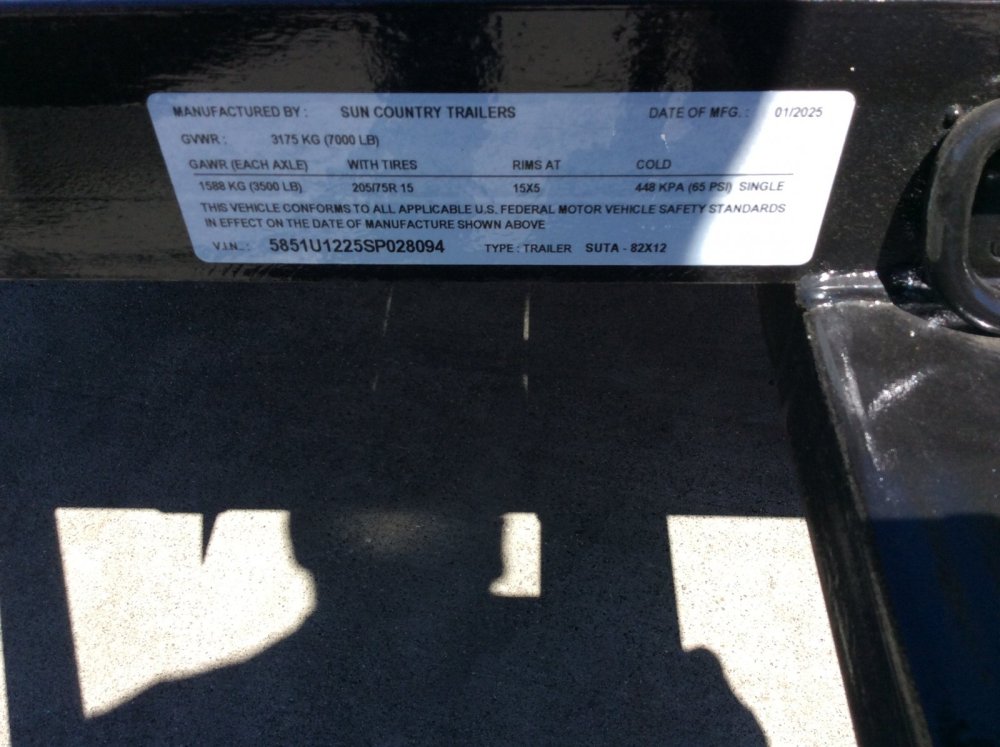 MANUFACTURED BY : SUN COUNTRY TRAILERS DATE OF MFG. : 01/2025
GVWR : 3175 KG (7000 LB)
GAWR (EACH AXLE) WITH TIRES RIMS AT COLD
1588 KG (3500 LB) 205/75R 15 15X5 448 KPA (65 PSI) SINGLE
THIS VEHICLE CONFORMS TO ALL APPLICABLE U.S. FEDERAL MOTOR VEHICLE SAFETY STANDARDS
IN EFFECT ON THE DATE OF MANUFACTURE SHOWN ABOVE
V.I.N. : 5851U1225SP028094 TYPE : TRAILER SUTA - 82X12